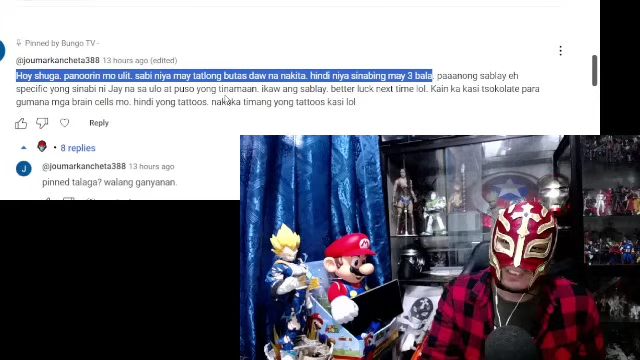 Pinned by Bungo TV
@joumarkancheta388 13 hours ago (edited)
Hoy shuga. panoorin mo ulit. sabi niya may tatlong butas daw na nakita. hindi niya sinabing may 3 bala. paaanong sablay eh
specific yong sinabi ni Jay na sa ulo at puso yong tinamaan. ikaw ang sablay. better luck next time lol. Kain ka kasi tsokolate para
gumana mga brain cells mo. hindi yong tattoos. nakaka timang yong tattoos kasi lol
Reply
8 replies
J @joumarkancheta388 13 hours ago
pinned talaga? walang ganyanan.